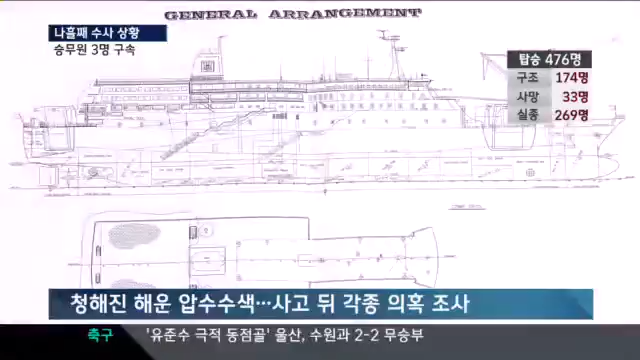 GENERAL ARRANGEMENT
나흘째 수사 상황
승무원 3명 구속
탑승 476명
구조 174명
사망 33명
실종 269명
청해진 해운 압수수색…사고 뒤 각종 의혹 조사
축구 '유준수 극적 동점골' 울산, 수원과 2-2 무승부